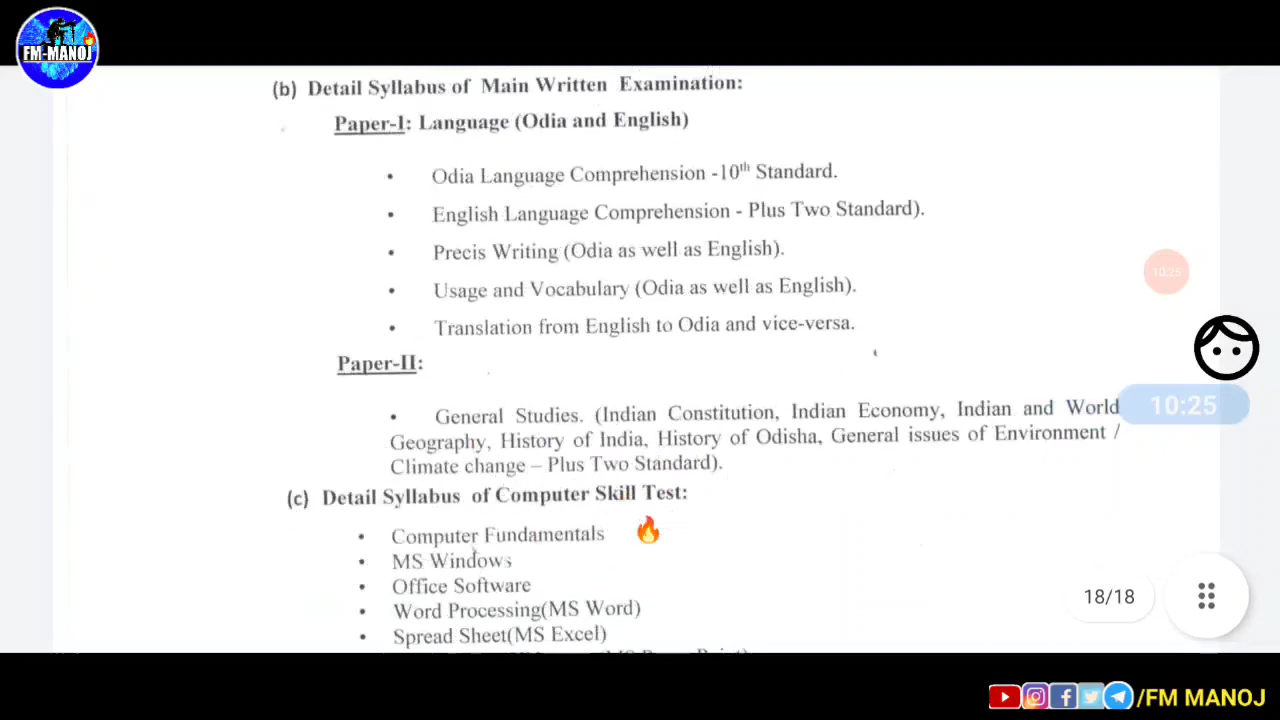 FM-MANOJ
(b) Detail Syllabus of Main Written Examination:
Paper-I: Language (Odia and English)
• Odia Language Comprehension -10th Standard.
• English Language Comprehension - Plus Two Standard).
• Precis Writing (Odia as well as English).
10:25
• Usage and Vocabulary (Odia as well as English).
• Translation from English to Odia and vice-versa.
Paper-II:
10:25
• General Studies. (Indian Constitution, Indian Economy, Indian and World
Geography, History of India, History of Odisha, General issues of Environment /
Climate change – Plus Two Standard).
(c) Detail Syllabus of Computer Skill Test:
• Computer Fundamentals
• MS Windows
• Office Software
18/18
• Word Processing(MS Word)
• Spread Sheet(MS Excel)
/FM MANOJ